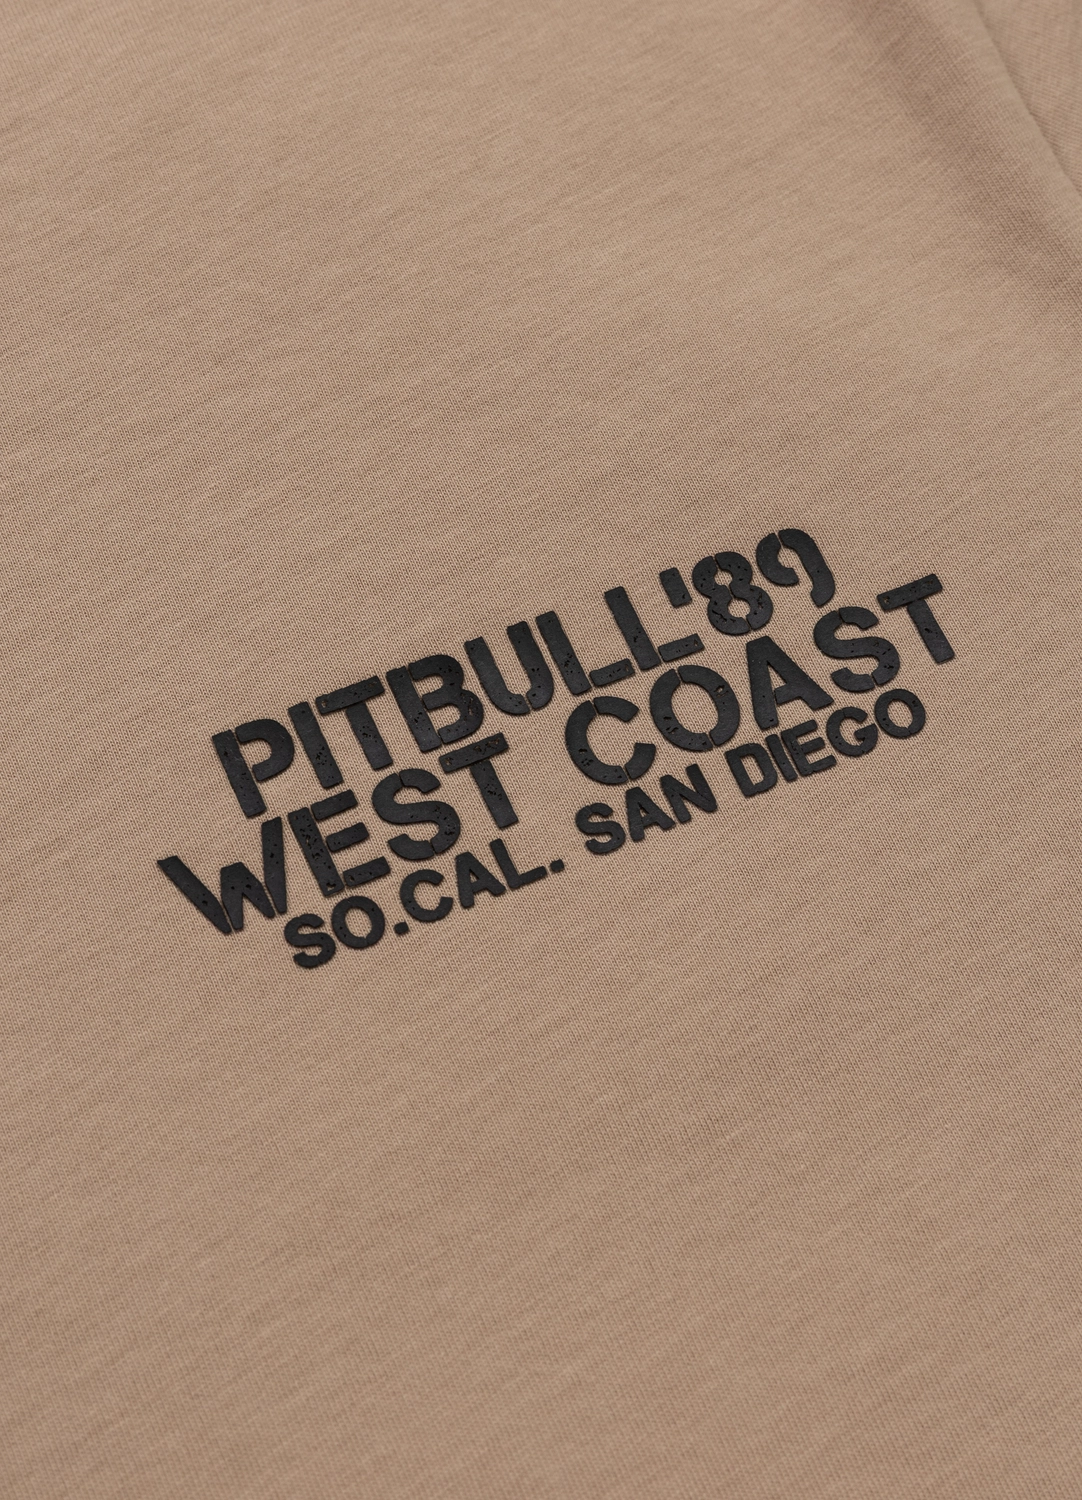 PITBULL'89
WEST COAST
SO.CAL. SAN DIEGO